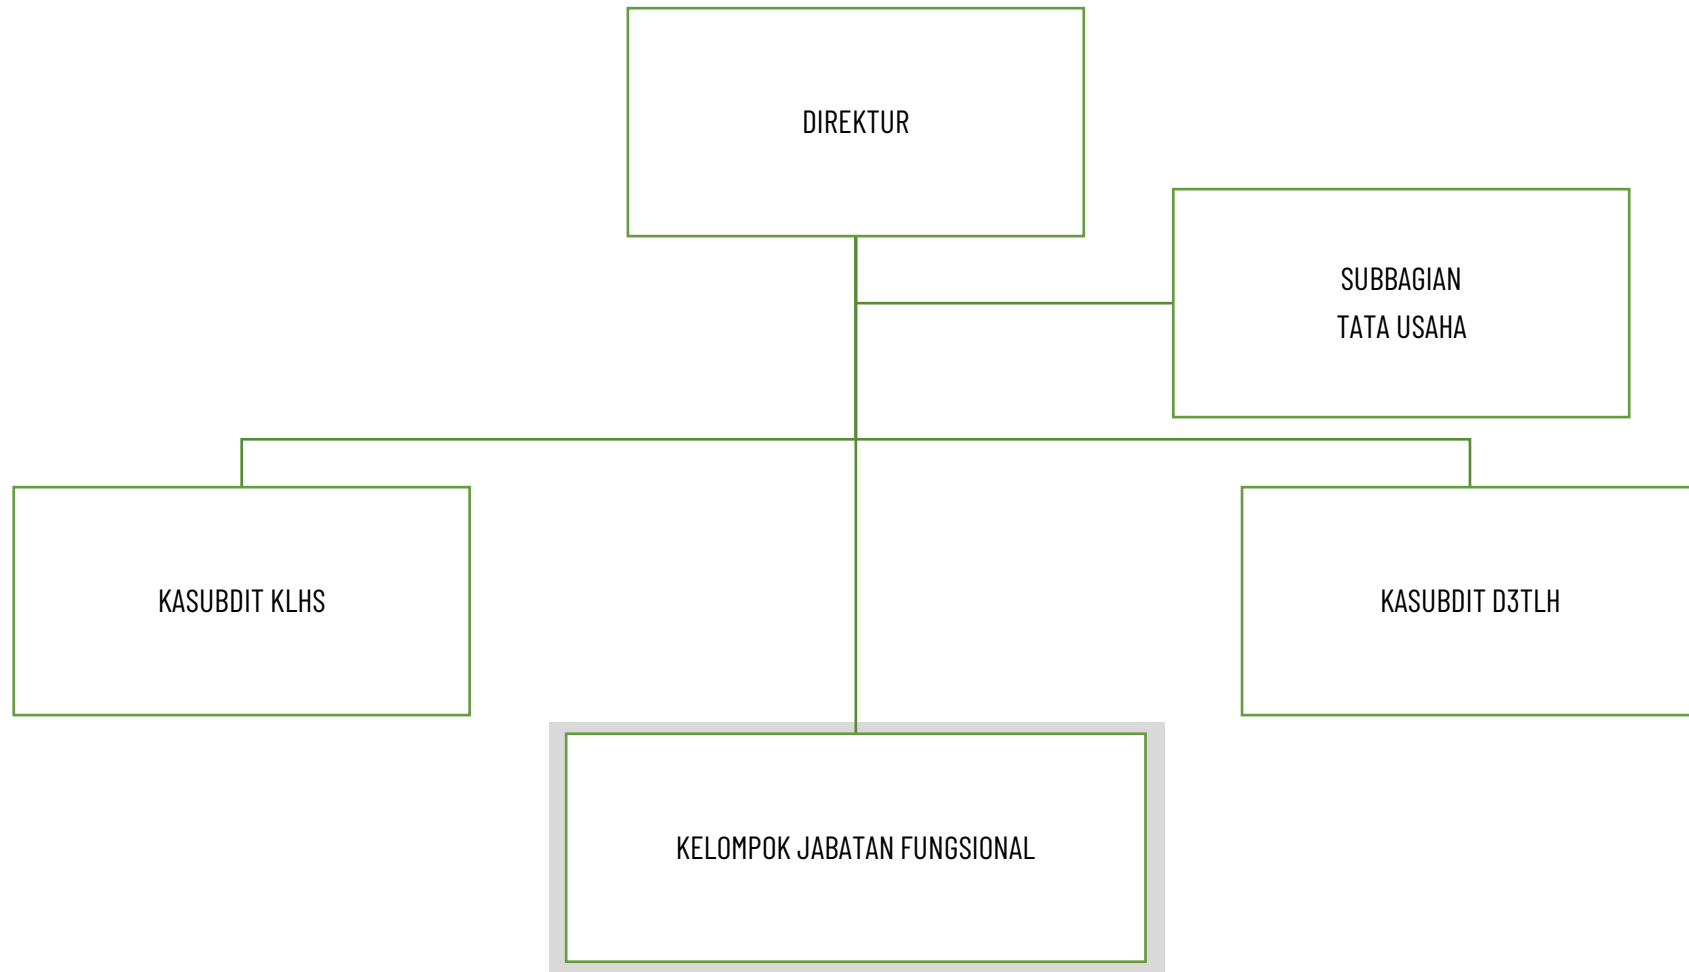 DIREKTUR
SUBBAGIAN
TATA USAHA
KASUBDIT KLHS
KASUBDIT D3TLH
KELOMPOK JABATAN FUNGSIONAL